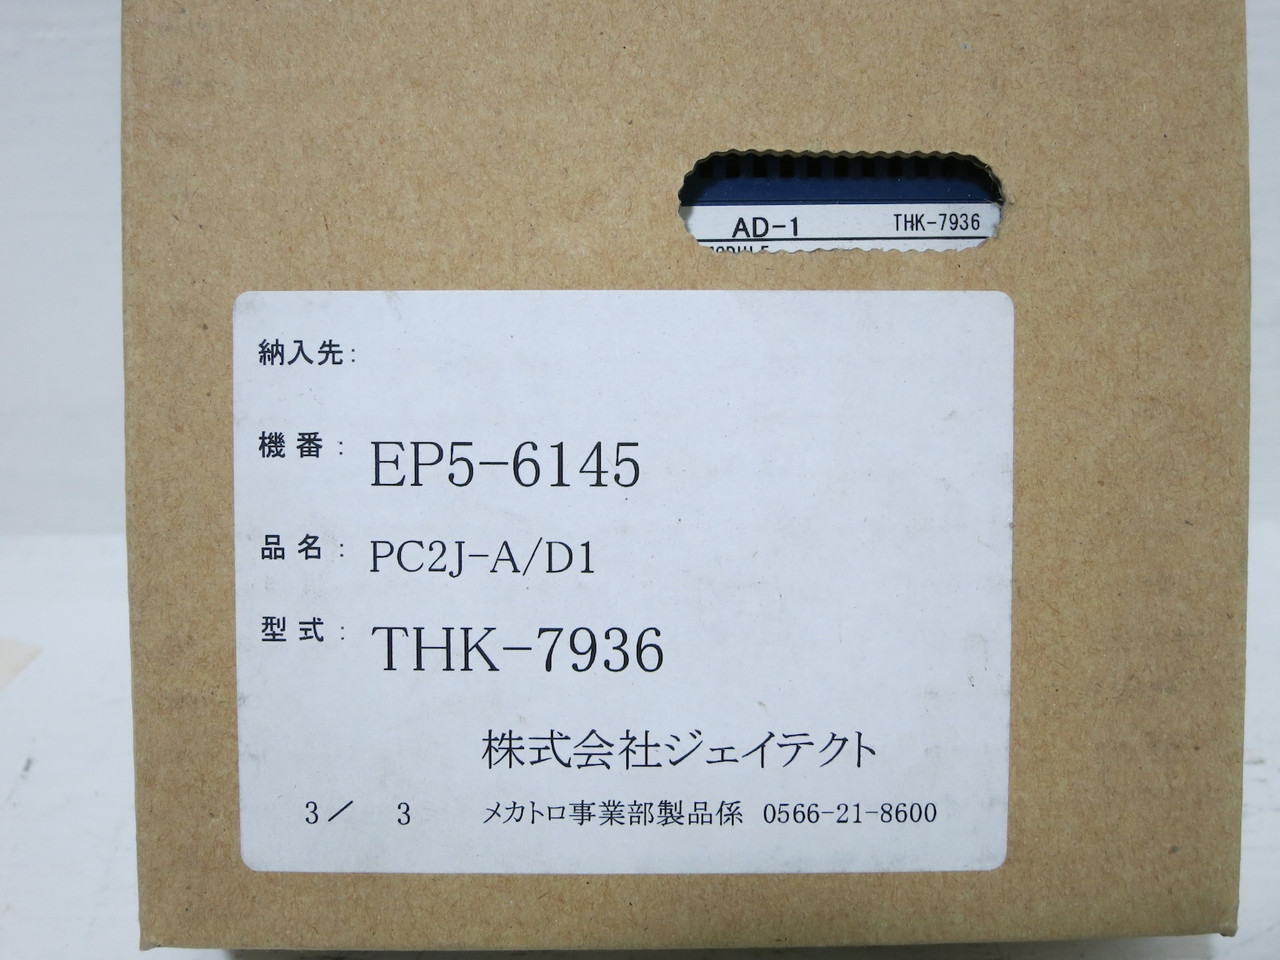 AD-1 THK-7936
MODULE
納入先:
機番: EP5-6145
品名: PC2J-A/D1
型式: THK-7936
株式会社ジェイテクト
3/ 3 メカトロ事業部製品係 0566-21-8600